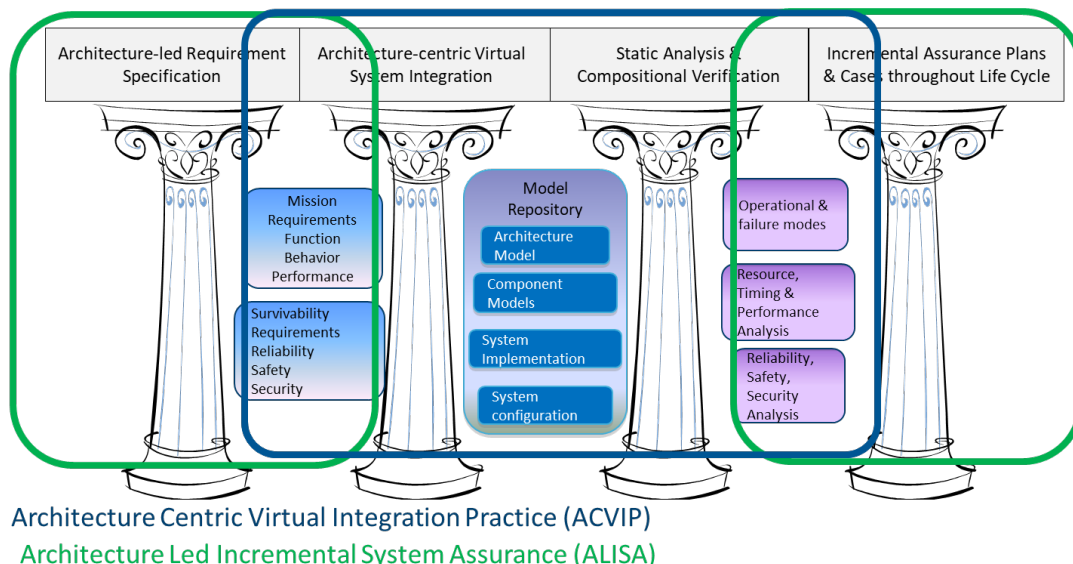 Architecture-led Requirement
Specification
Architecture-centric Virtual
System Integration
Static Analysis &
Compositional Verification
Incremental Assurance Plans
& Cases throughout Life Cycle
Mission
Requirements
Function
Behavior
Performance
Survivability
Requirements
Reliability
Safety
Security
Model
Repository
Architecture
Model
Component
Models
System
Implementation
System
configuration
Operational &
failure modes
Resource,
Timing &
Performance
Analysis
Reliability,
Safety,
Security
Analysis
Architecture Centric Virtual Integration Practice (ACVIP)
Architecture Led Incremental System Assurance (ALISA)